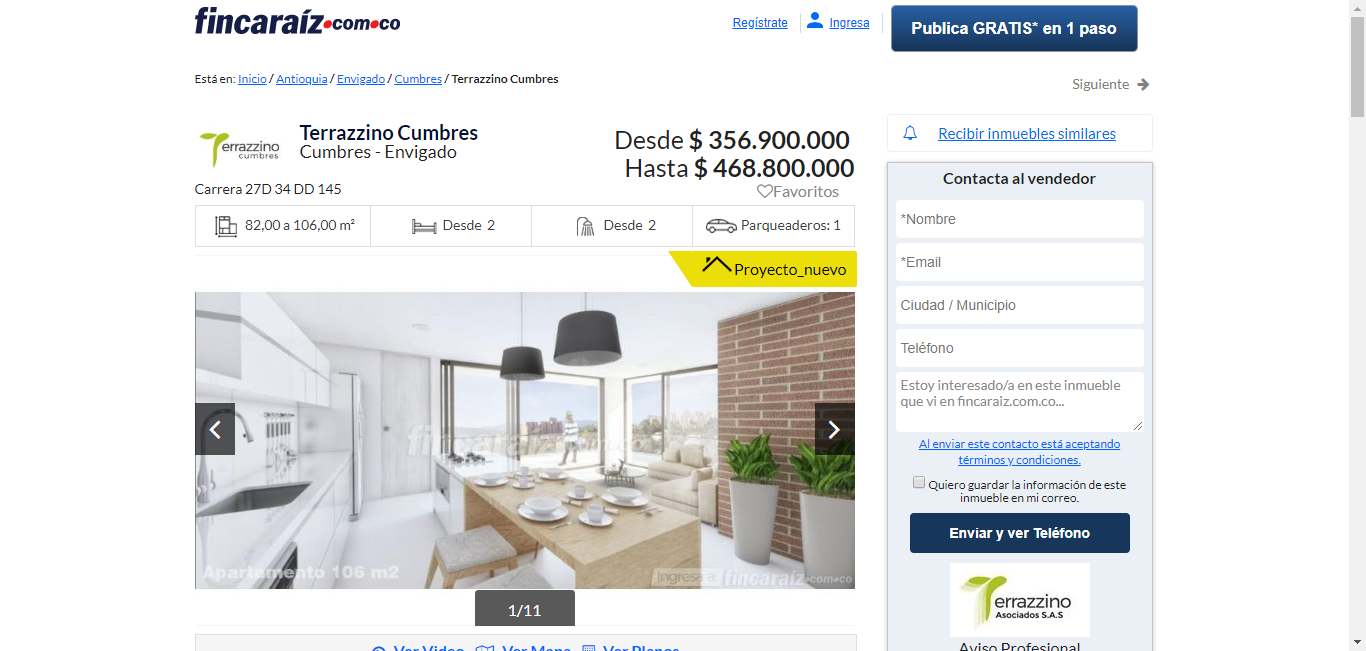 fincaraíz.com.co
Regístrate
Ingresa
Publica GRATIS* en 1 paso
Está en: Inicio / Antioquia / Envigado / Cumbres / Terrazzino Cumbres
Siguiente
Terrazzino
cumbres
Terrazzino Cumbres
Cumbres - Envigado
Desde $ 356.900.000
Hasta $ 468.800.000
Favoritos
Carrera 27D 34 DD 145
82,00 a 106,00 m²
Desde 2
Desde 2
Parqueaderos: 1
Proyecto_nuevo
fincaraíz.com.co
Apartamento 106 m2
Ingresa a: fincaraíz.com.co
1/11
Ver Video
Ver Mapa
Ver Planos
Recibir inmuebles similares
Contacta al vendedor
*Nombre
*Email
Ciudad / Municipio
Teléfono
Estoy interesado/a en este inmueble
que vi en fincaraiz.com.co...
Al enviar este contacto está aceptando
términos y condiciones.
Quiero guardar la información de este
inmueble en mi correo.
Enviar y ver Teléfono
Terrazzino
Asociados S.A.S
Aviso Profesional